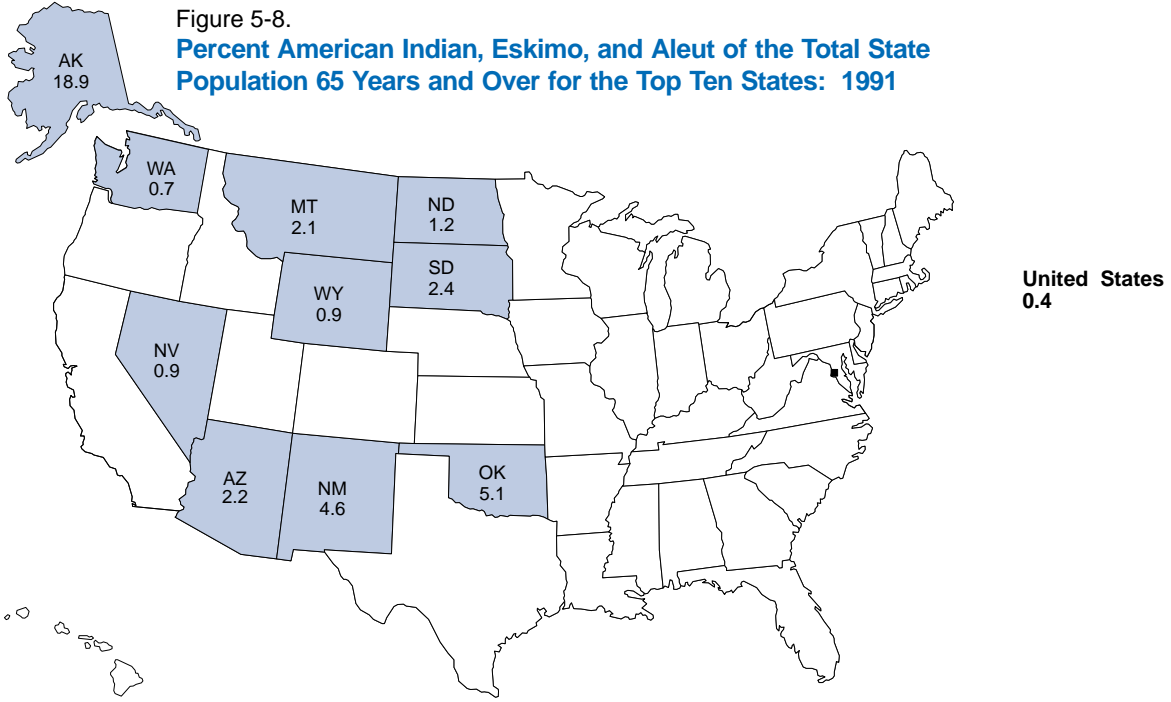 Figure 5-8.
Percent American Indian, Eskimo, and Aleut of the Total State
Population 65 Years and Over for the Top Ten States: 1991
AK
18.9
WA
0.7
MT
2.1
ND
1.2
SD
2.4
WY
0.9
NV
0.9
AZ
2.2
NM
4.6
OK
5.1
United States
0.4